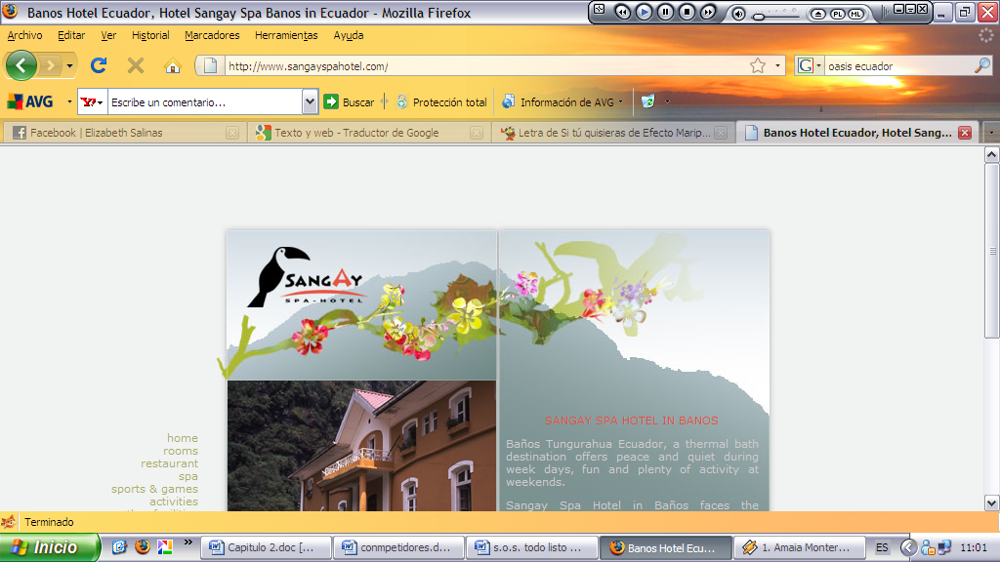 Banos Hotel Ecuador, Hotel Sangay Spa Banos in Ecuador - Mozilla Firefox
PL ML
Archivo Editar Ver Historial Marcadores Herramientas Ayuda
http://www.sangayspahotel.com/ G oasis ecuador
AVG Y! Escribe un comentario... Buscar Protección total Información de AVG
Facebook | Elizabeth Salinas Texto y web - Traductor de Google Letra de Si tú quisieras de Efecto Marip... Banos Hotel Ecuador, Hotel Sang...
SANGAY
SPA-HOTEL
home
rooms
restaurant
spa
sports & games
activities
SANGAY SPA HOTEL IN BANOS
Baños Tungurahua Ecuador, a thermal bath
destination offers peace and quiet during
week days, fun and plenty of activity at
weekends.
Sangay Spa Hotel in Baños faces the
Terminado
Inicio » Capitulo 2.doc [... conmpetidores.d... s.o.s. todo listo ... Banos Hotel Ecu... 1. Amaia Monter... ES 11:01